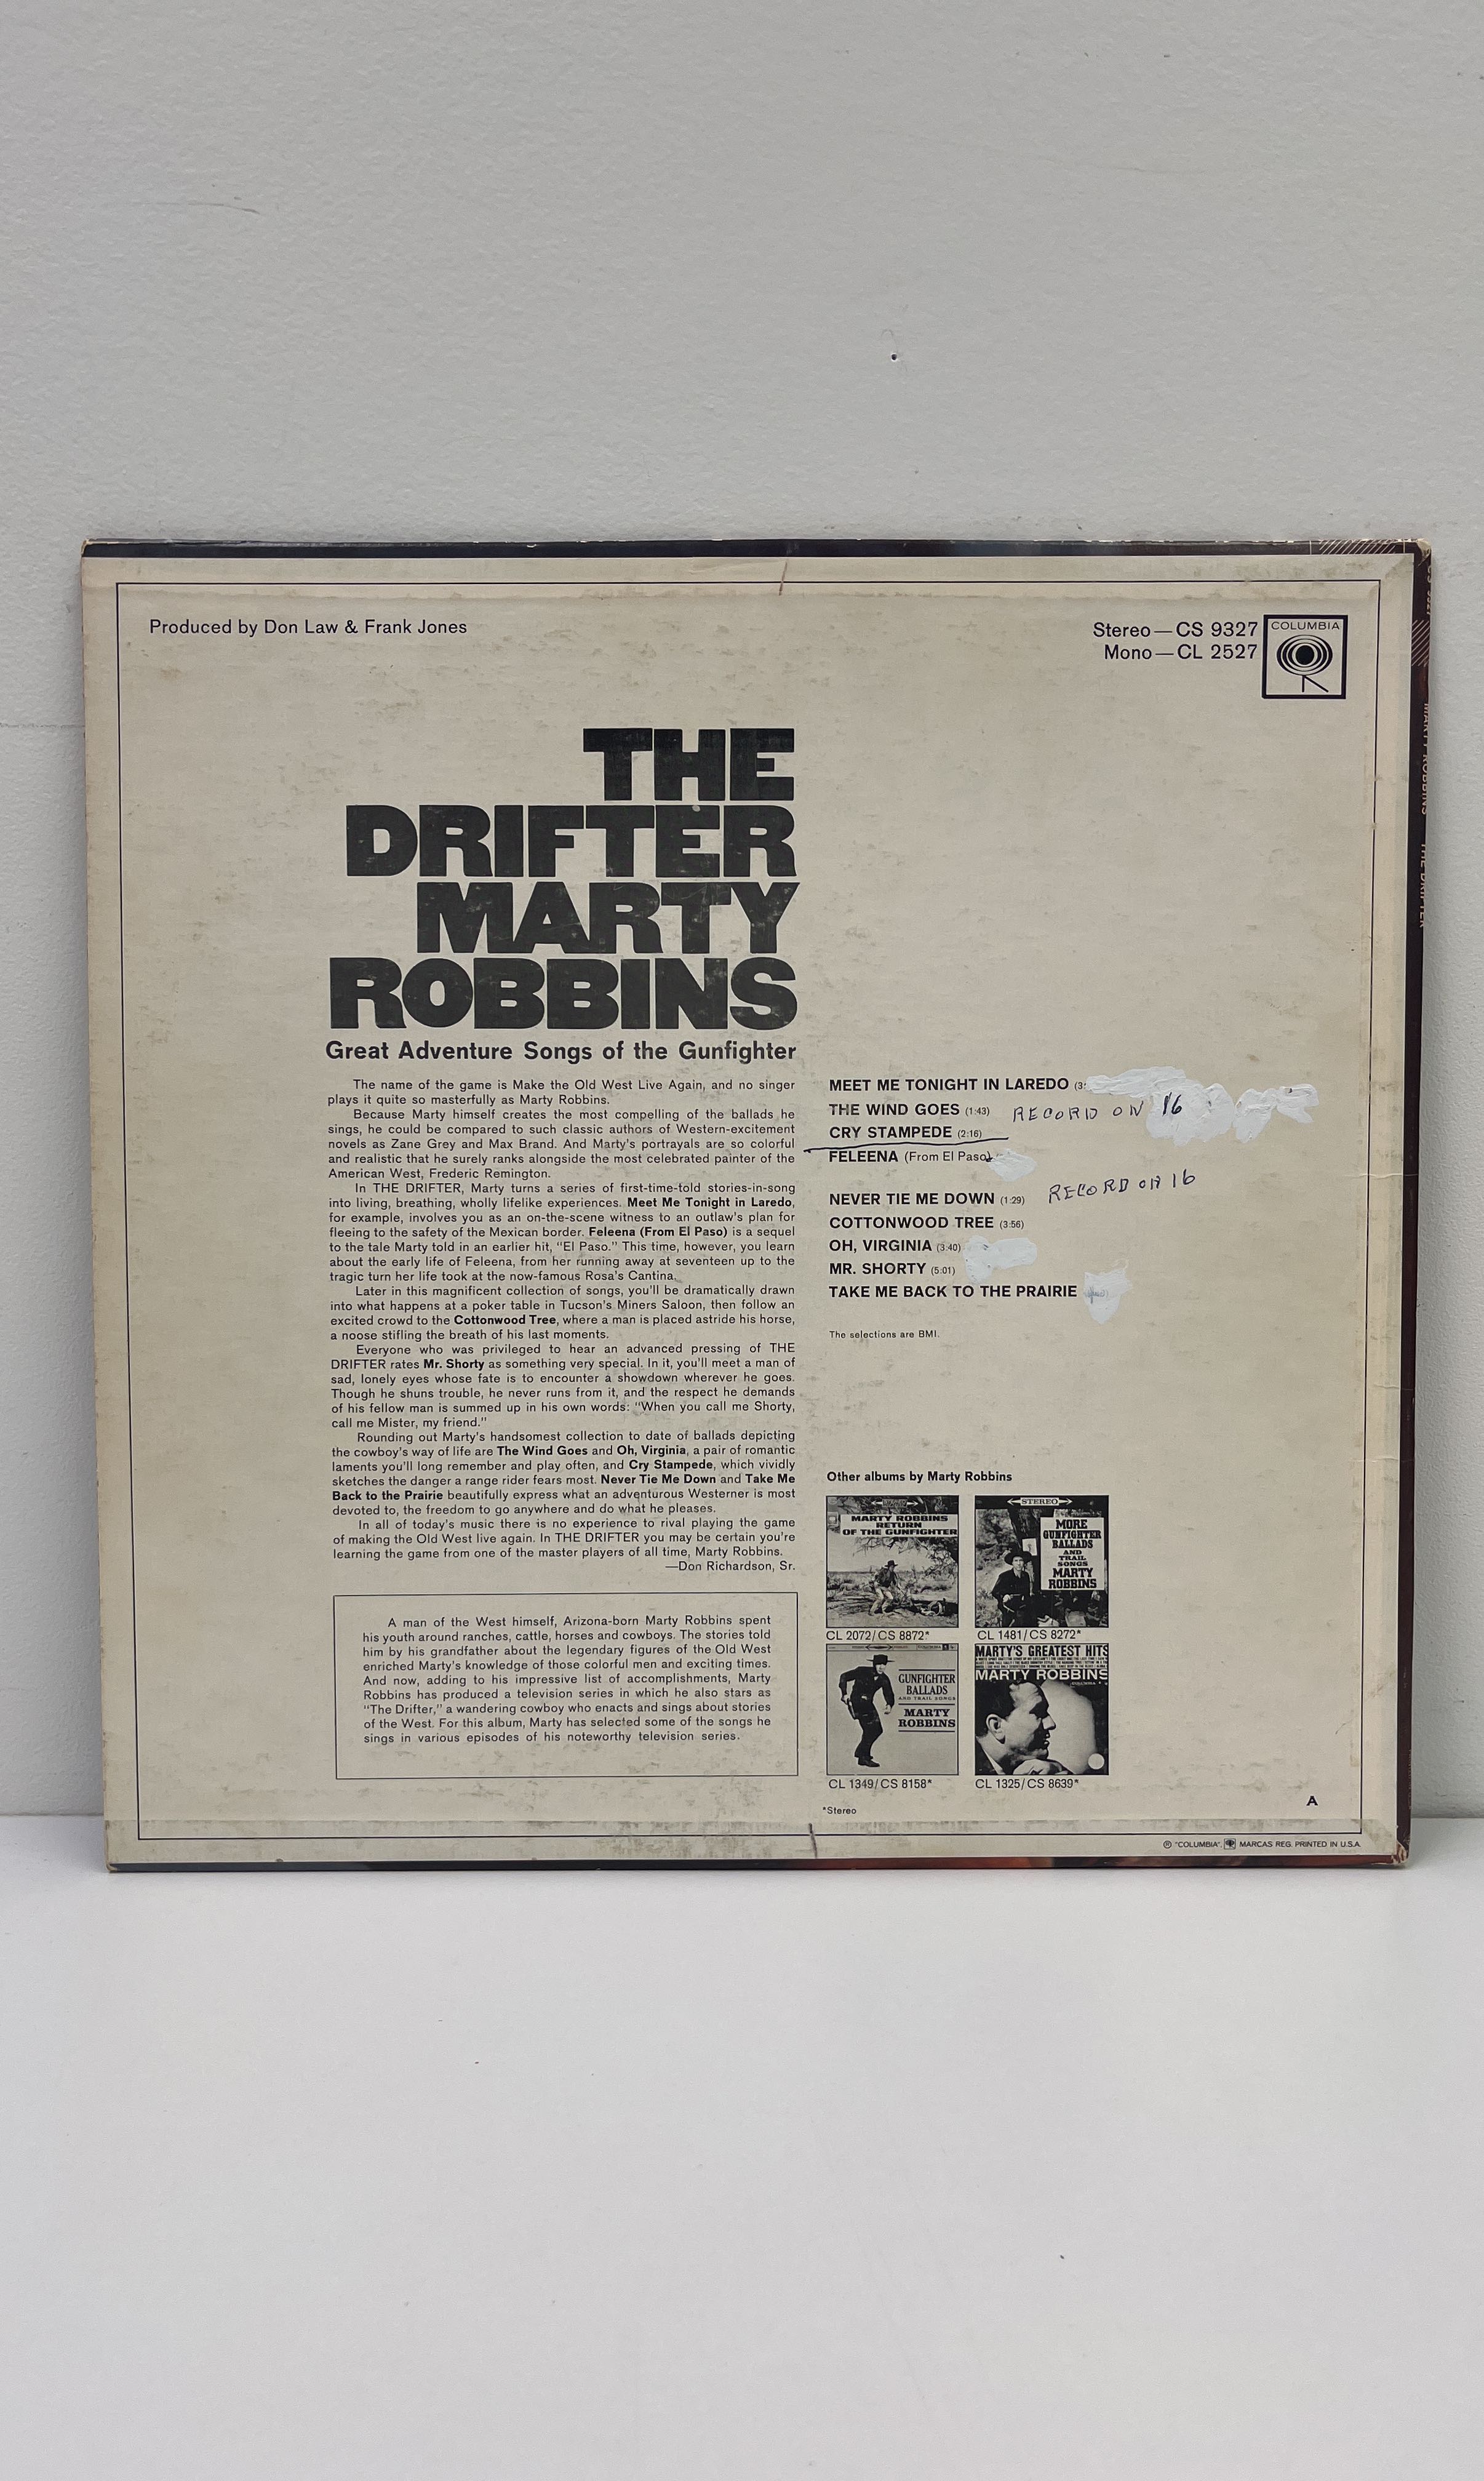 Produced by Don Law & Frank Jones
Stereo—CS 9327
Mono—CL 2527
COLUMBIA
THE
DRIFTER
MARTY
ROBBINS
Great Adventure Songs of the Gunfighter
The name of the game is Make the Old West Live Again, and no singer
plays it quite so masterfully as Marty Robbins.
Because Marty himself creates the most compelling of the ballads he
sings, he could be compared to such classic authors of Western-excitement
novels as Zane Grey and Max Brand. And Marty's portrayals are so colorful
and realistic that he surely ranks alongside the most celebrated painter of the
American West, Frederic Remington.
In THE DRIFTER, Marty turns a series of first-time-told stories-in-song
into living, breathing, wholly lifelike experiences. Meet Me Tonight in Laredo,
for example, involves you as an on-the-scene witness to an outlaw's plan for
fleeing to the safety of the Mexican border. Feleena (From El Paso) is a sequel
to the tale Marty told in an earlier hit, "El Paso." This time, however, you learn
about the early life of Feleena, from her running away at seventeen up to the
tragic turn her life took at the now-famous Rosa's Cantina.
Later in this magnificent collection of songs, you'll be dramatically drawn
into what happens at a poker table in Tucson's Miners Saloon, then follow an
excited crowd to the Cottonwood Tree, where a man is placed astride his horse,
a noose stifling the breath of his last moments.
Everyone who was privileged to hear an advanced pressing of THE
DRIFTER rates Mr. Shorty as something very special. In it, you'll meet a man of
sad, lonely eyes whose fate is to encounter a showdown wherever he goes.
Though he shuns trouble, he never runs from it, and the respect he demands
of his fellow man is summed up in his own words: "When you call me Shorty,
call me Mister, my friend."
Rounding out Marty's handsomest collection to date of ballads depicting
the cowboy's way of life are The Wind Goes and Oh, Virginia, a pair of romantic
laments you'll long remember and play often, and Cry Stampede, which vividly
sketches the danger a range rider fears most. Never Tie Me Down and Take Me
Back to the Prairie beautifully express what an adventurous Westerner is most
devoted to, the freedom to go anywhere and do what he pleases.
In all of today's music there is no experience to rival playing the game
of making the Old West live again. In THE DRIFTER you may be certain you're
learning the game from one of the master players of all time, Marty Robbins.
—Don Richardson, Sr.
A man of the West himself, Arizona-born Marty Robbins spent
his youth around ranches, cattle, horses and cowboys. The stories told
him by his grandfather about the legendary figures of the Old West
enriched Marty's knowledge of those colorful men and exciting times.
And now, adding to his impressive list of accomplishments, Marty
Robbins has produced a television series in which he also stars as
"The Drifter," a wandering cowboy who enacts and sings about stories
of the West. For this album, Marty has selected some of the songs he
sings in various episodes of his noteworthy television series.
MEET ME TONIGHT IN LAREDO (3:
THE WIND GOES (1:43) RECORD ON 16
CRY STAMPEDE (2:16)
FELEENA (From El Paso)
NEVER TIE ME DOWN (1:29) RECORD ON 16
COTTONWOOD TREE (3:56)
OH, VIRGINIA (3:40)
MR. SHORTY (5:01)
TAKE ME BACK TO THE PRAIRIE
The selections are BMI.
Other albums by Marty Robbins
MARTY ROBBINS
RETURN
OF THE GUNFIGHTER
CL 2072/CS 8872*
STEREO
MORE
GUNFIGHTER
BALLADS
AND
TRAIL
SONGS
MARTY
ROBBINS
CL 1481/CS 8272*
GUNFIGHTER
BALLADS
AND TRAIL SONGS
MARTY
ROBBINS
CL 1349/CS 8158*
MARTY'S GREATEST HITS
MARTY ROBBINS
CL 1325/CS 8639*
*Stereo
A
® "COLUMBIA", MARCAS REG. PRINTED IN U.S.A.
MARTY ROBBINS THE DRIFTER